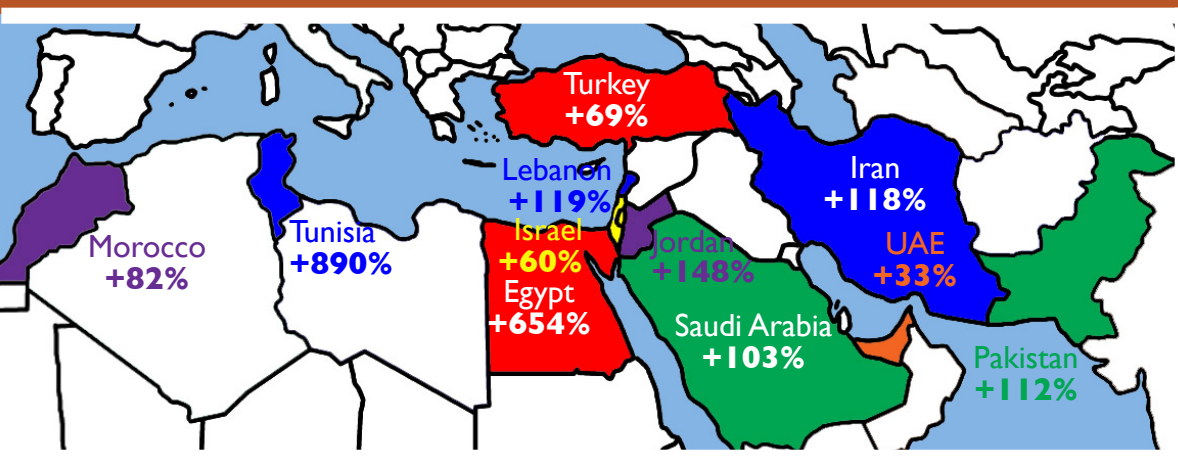 Turkey
+69%
Lebanon
+119%
Iran
+118%
Morocco
+82%
Tunisia
+890%
Israel
+60%
Jordan
+148%
UAE
+33%
Egypt
+654%
Saudi Arabia
+103%
Pakistan
+112%